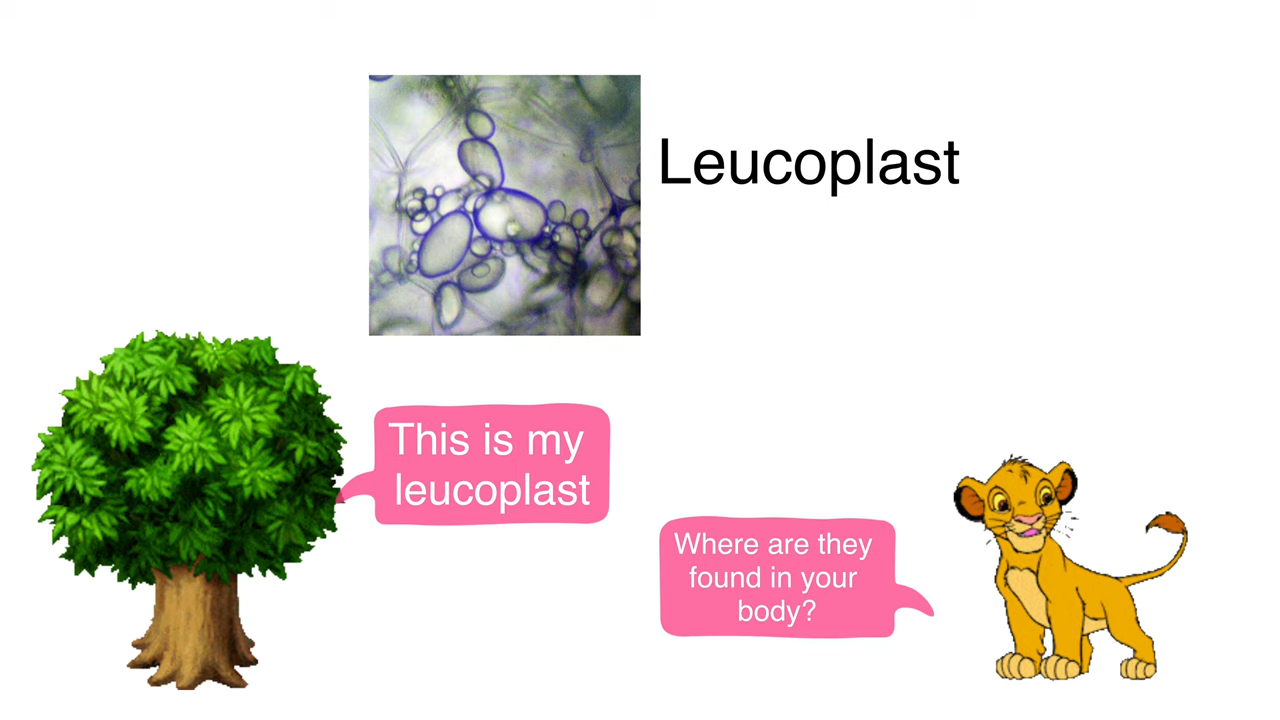 Leucoplast
This is my
leucoplast
Where are they
found in your
body?